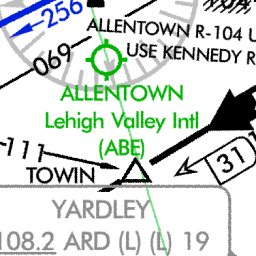 256
ALLENTOWN R-104 U
USE KENNEDY R
069
ALLENTOWN
Lehigh Valley Intl
(ABE)
111
TOWIN
31
YARDLEY
108.2 ARD (L) (L) 19